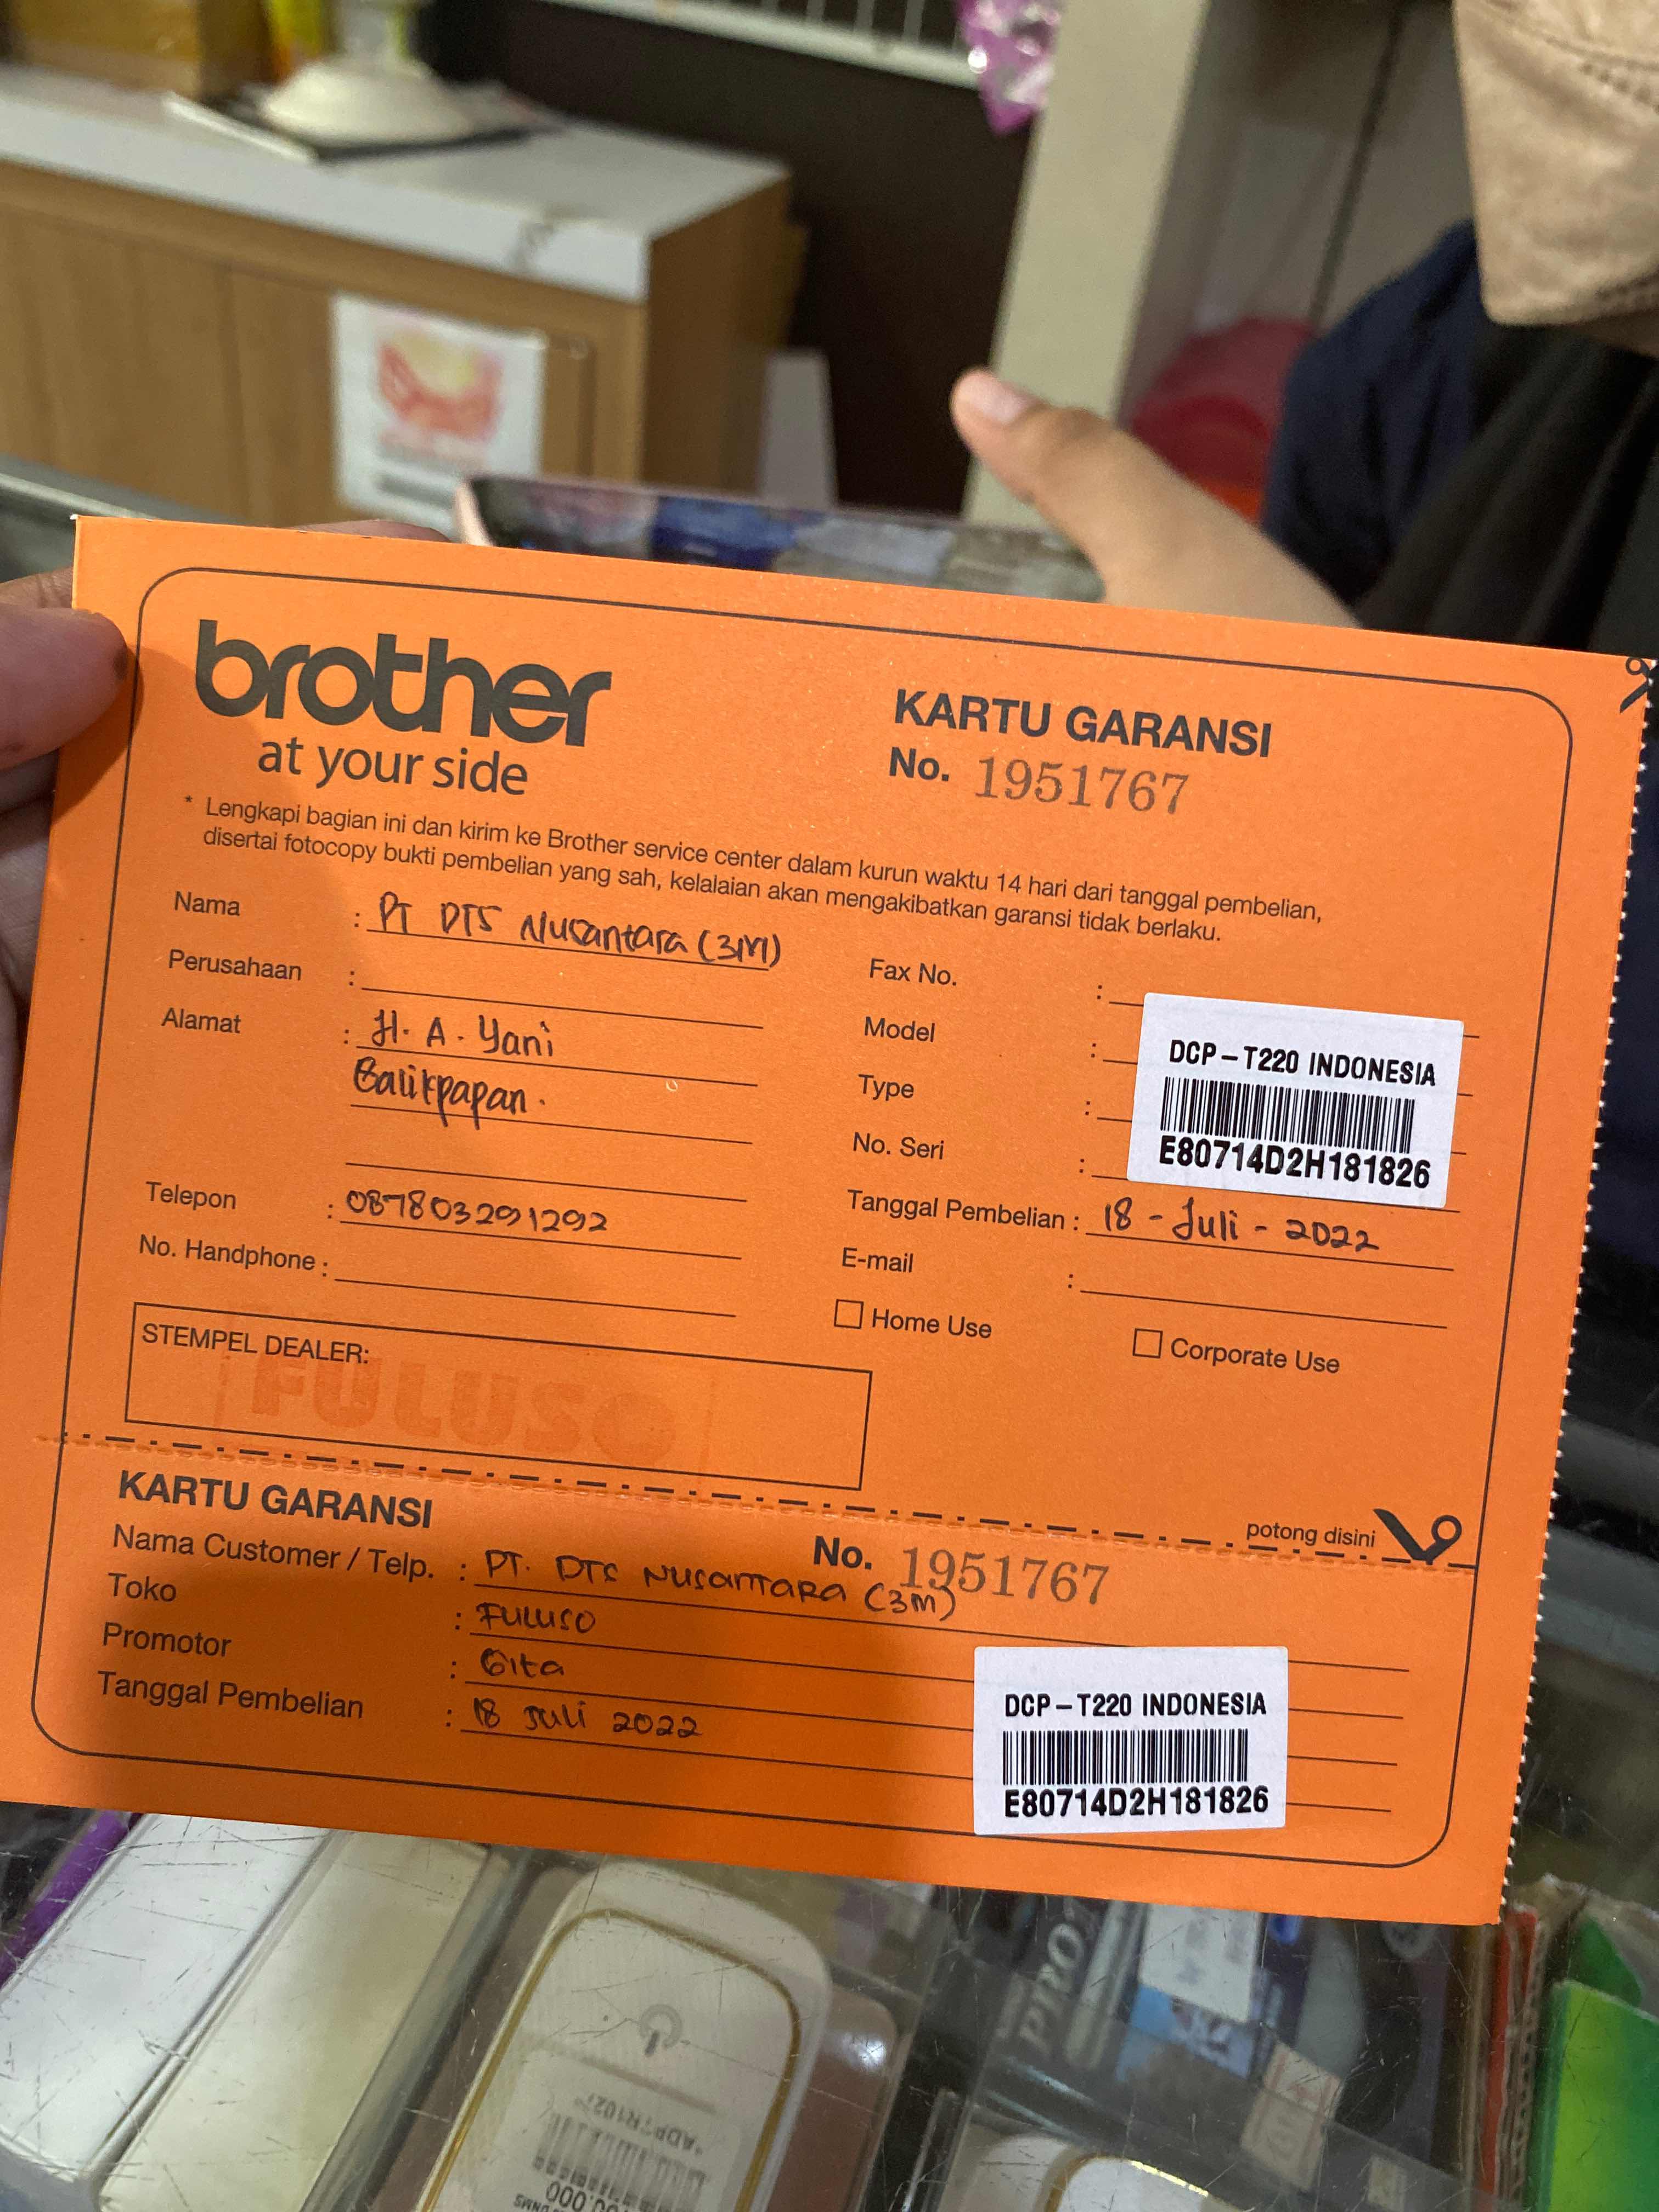 brother
at your side
KARTU GARANSI
No. 1951767
* Lengkapi bagian ini dan kirim ke Brother service center dalam kurun waktu 14 hari dari tanggal pembelian,
disertai fotocopy bukti pembelian yang sah, kelalaian akan mengakibatkan garansi tidak berlaku.
Nama : PT DTS Nusantara (3M)
Perusahaan :
Alamat : Jl. A. Yani
Balikpapan.
Telepon : 087803291292
No. Handphone :
Fax No. :
Model :
Type :
No. Seri :
DCP-T220 INDONESIA
E80714D2H181826
Tanggal Pembelian : 18 - Juli - 2022
E-mail :
Home Use
Corporate Use
STEMPEL DEALER:
FULUSO
potong disini
KARTU GARANSI
No. 1951767
Nama Customer / Telp. : PT. DTS Nusantara (3M)
Toko : FULUSO
Promotor : Gita
Tanggal Pembelian : 18 Juli 2022
DCP-T220 INDONESIA
E80714D2H181826